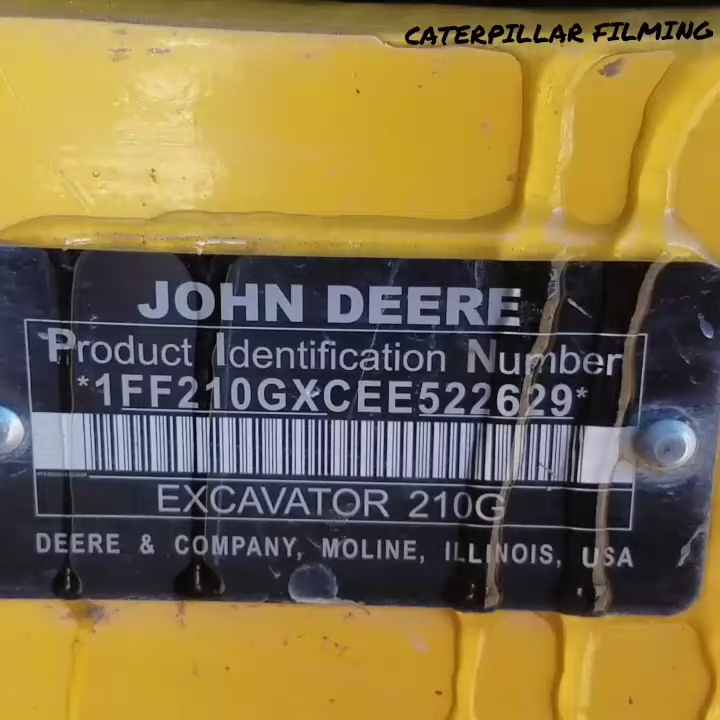 CATERPILLAR FILMING
JOHN DEERE
Product Identification Number
*1FF210GXCEE522629*
EXCAVATOR 210G
DEERE & COMPANY, MOLINE, ILLINOIS, USA